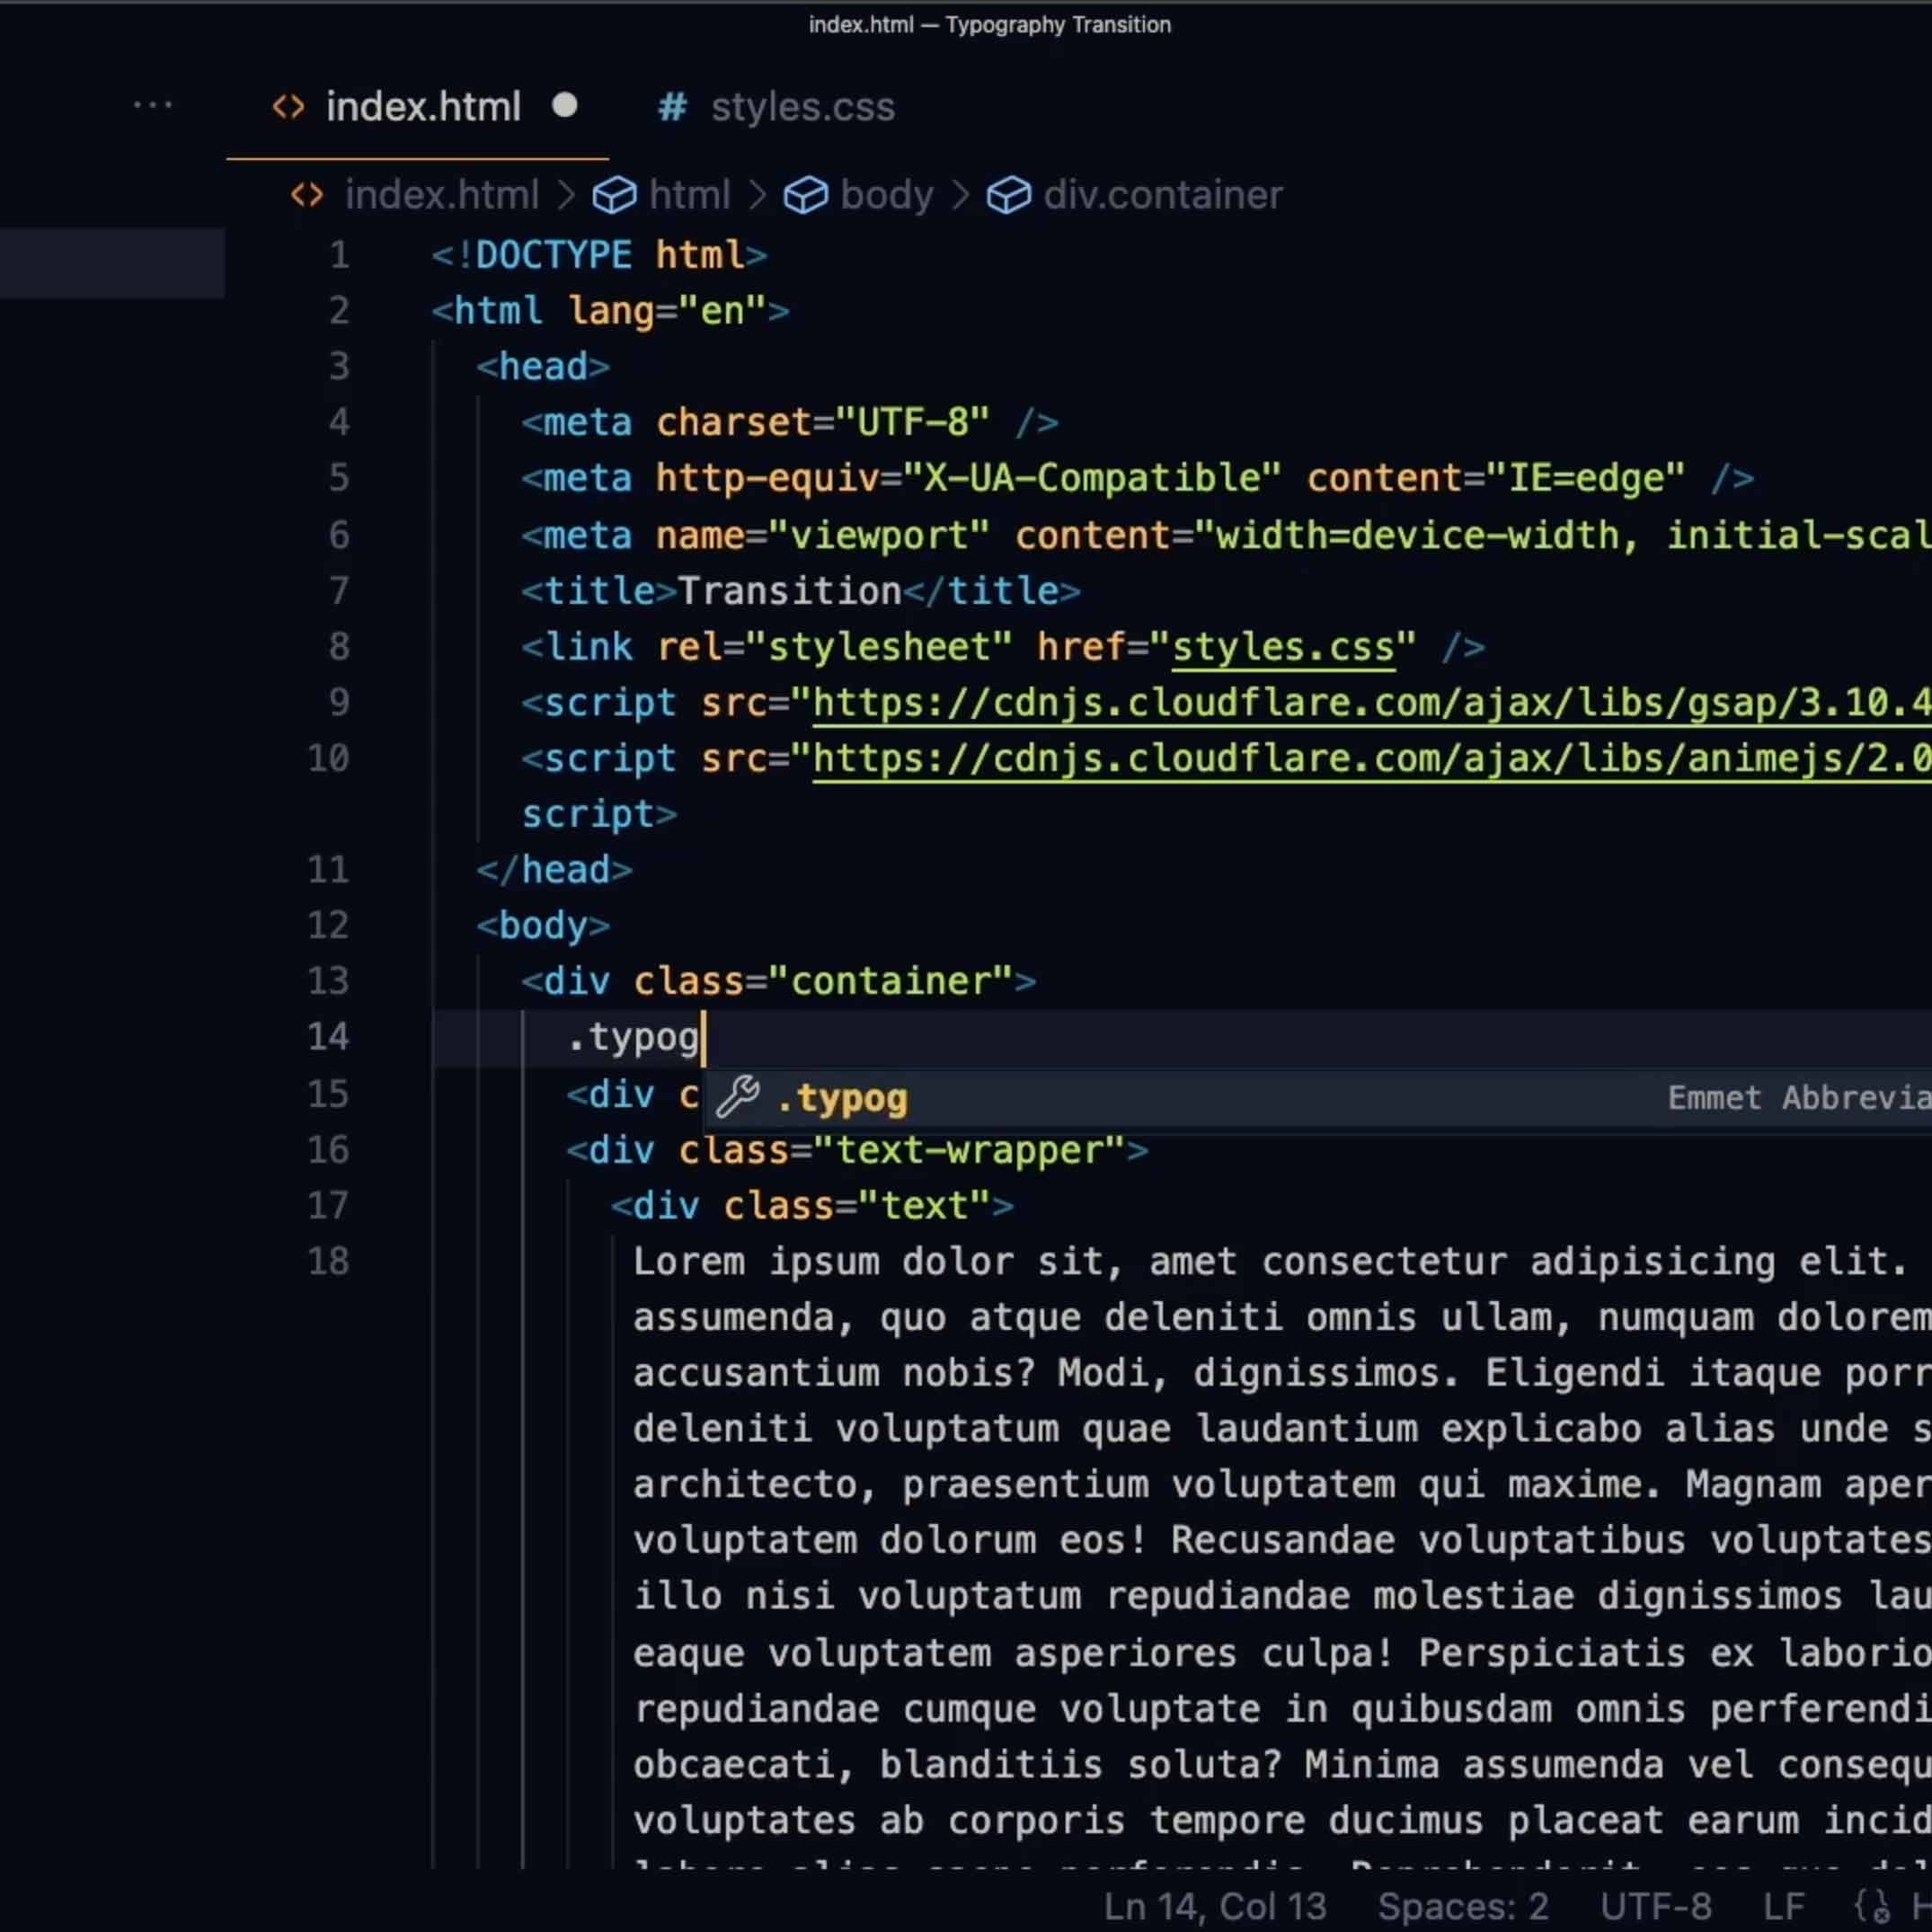 index.html — Typography Transition
··· <> index.html ● # styles.css
<> index.html > html > body > div.container
1 <!DOCTYPE html>
2 <html lang="en">
3 <head>
4 <meta charset="UTF-8" />
5 <meta http-equiv="X-UA-Compatible" content="IE=edge" />
6 <meta name="viewport" content="width=device-width, initial-scal
7 <title>Transition</title>
8 <link rel="stylesheet" href="styles.css" />
9 <script src="https://cdnjs.cloudflare.com/ajax/libs/gsap/3.10.4
10 <script src="https://cdnjs.cloudflare.com/ajax/libs/animejs/2.0
script>
11 </head>
12 <body>
13 <div class="container">
14 .typog
15 <div c .typog Emmet Abbrevia
16 <div class="text-wrapper">
17 <div class="text">
18 Lorem ipsum dolor sit, amet consectetur adipisicing elit.
assumenda, quo atque deleniti omnis ullam, numquam dolorem
accusantium nobis? Modi, dignissimos. Eligendi itaque porr
deleniti voluptatum quae laudantium explicabo alias unde s
architecto, praesentium voluptatem qui maxime. Magnam aper
voluptatem dolorum eos! Recusandae voluptatibus voluptates
illo nisi voluptatum repudiandae molestiae dignissimos lau
eaque voluptatem asperiores culpa! Perspiciatis ex laborio
repudiandae cumque voluptate in quibusdam omnis perferendi
obcaecati, blanditiis soluta? Minima assumenda vel consequ
voluptates ab corporis tempore ducimus placeat earum incid
Ln 14, Col 13 Spaces: 2 UTF-8 LF {} H